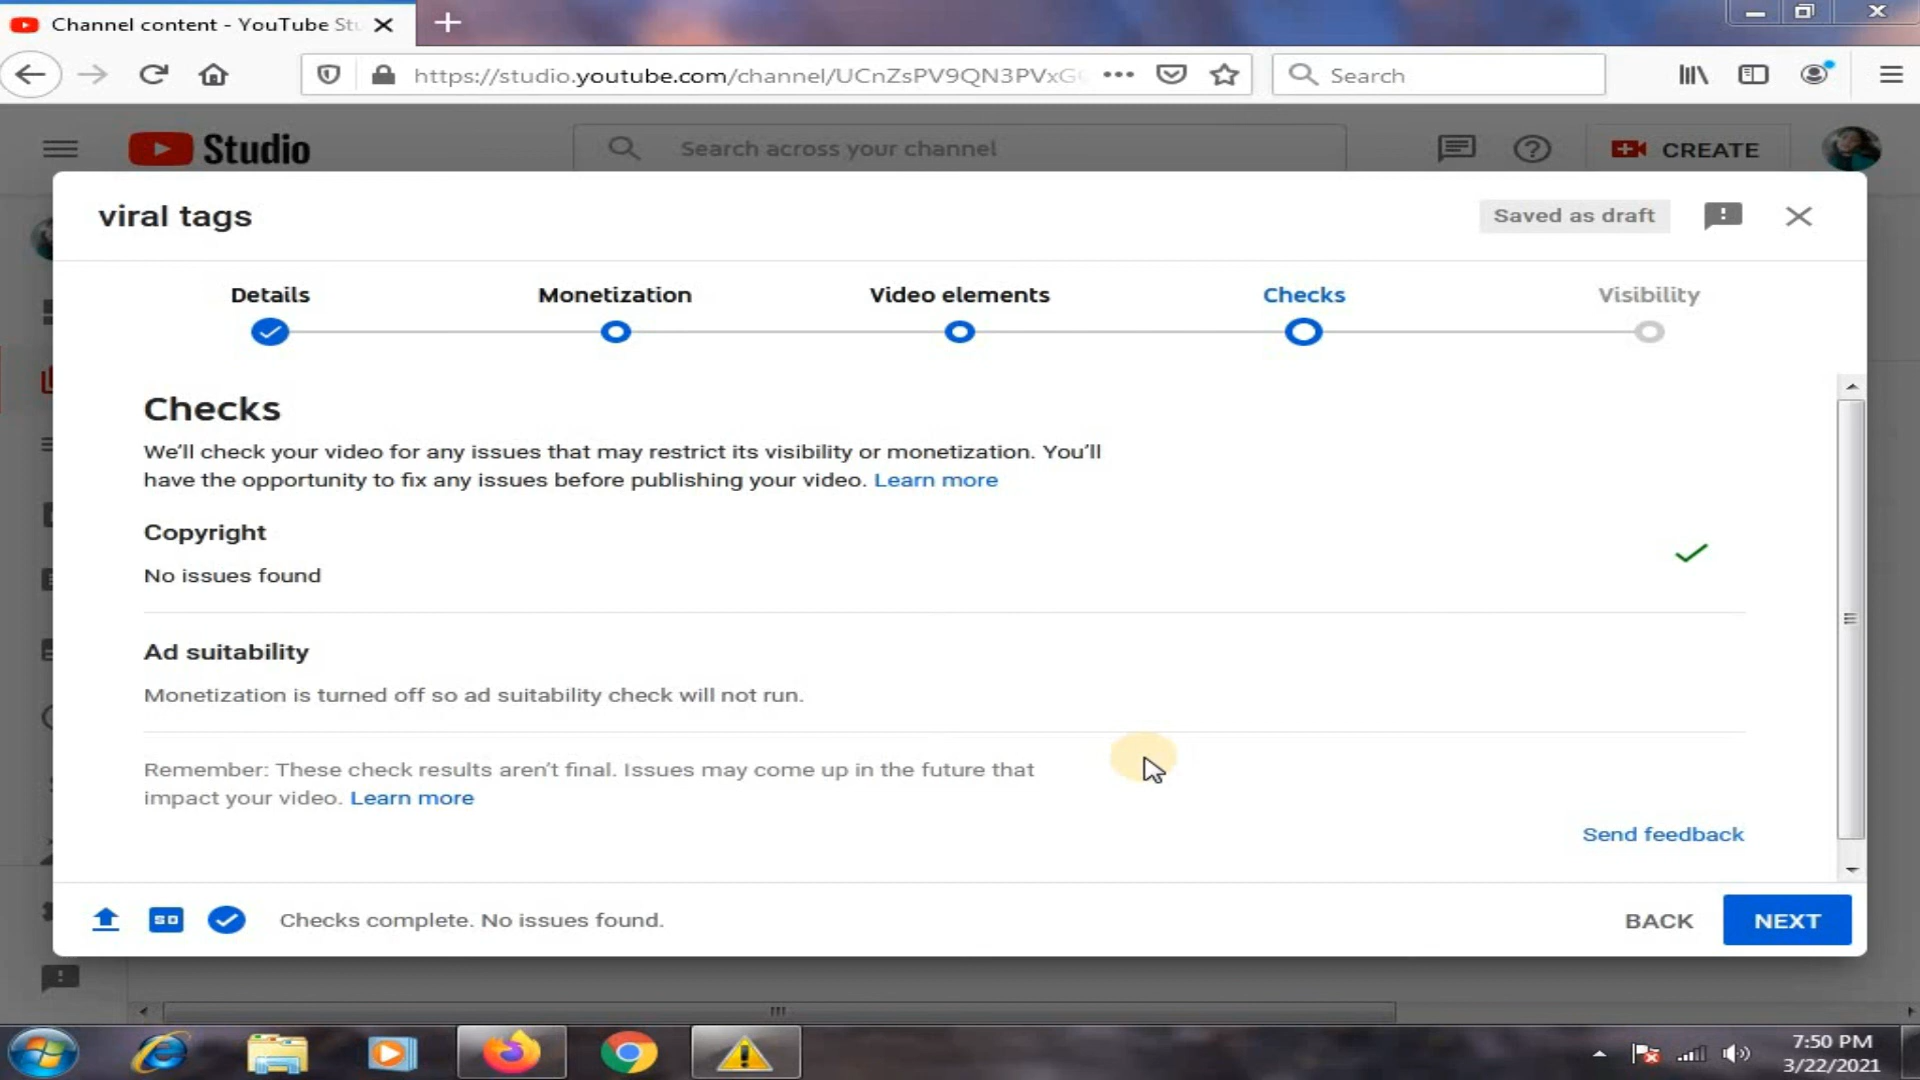 Channel content - YouTube Stu
https://studio.youtube.com/channel/UCnZsPV9QN3PVxG
Search
Studio
Search across your channel
CREATE
viral tags
Saved as draft
Details
Monetization
Video elements
Checks
Visibility
Checks
We'll check your video for any issues that may restrict its visibility or monetization. You'll
have the opportunity to fix any issues before publishing your video. Learn more
Copyright
No issues found
Ad suitability
Monetization is turned off so ad suitability check will not run.
Remember: These check results aren't final. Issues may come up in the future that
impact your video. Learn more
Send feedback
SD
Checks complete. No issues found.
BACK
NEXT
7:50 PM
3/22/2021